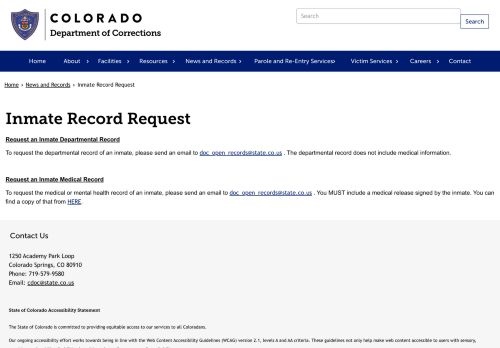 COLORADO
Department of Corrections
Search
Search
Home About › Facilities › Resources › News and Records › Parole and Re-Entry Services › Victim Services › Careers › Contact
Home › News and Records › Inmate Record Request
Inmate Record Request
Request an Inmate Departmental Record
To request the departmental record of an inmate, please send an email to doc_open_records@state.co.us . The departmental record does not include medical information.
Request an Inmate Medical Record
To request the medical or mental health record of an inmate, please send an email to doc_open_records@state.co.us . You MUST include a medical release signed by the inmate. You can
find a copy of that from HERE.
Contact Us
1250 Academy Park Loop
Colorado Springs, CO 80910
Phone: 719-579-9580
Email: cdoc@state.co.us
State of Colorado Accessibility Statement
The State of Colorado is committed to providing equitable access to our services to all Coloradans.
Our ongoing accessibility effort works towards being in line with the Web Content Accessibility Guidelines (WCAG) version 2.1, levels A and AA criteria. These guidelines not only help make web content accessible to users with sensory,